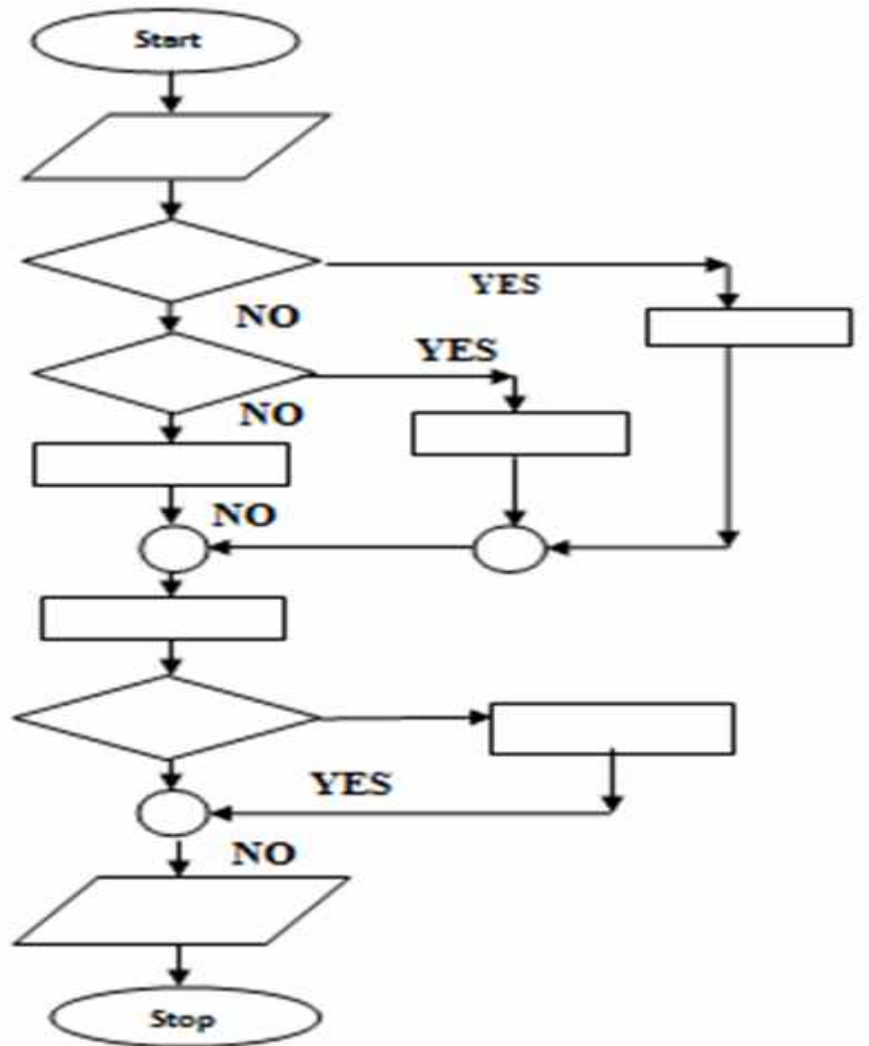 Start
YES
NO
YES
NO
NO
YES
NO
Stop